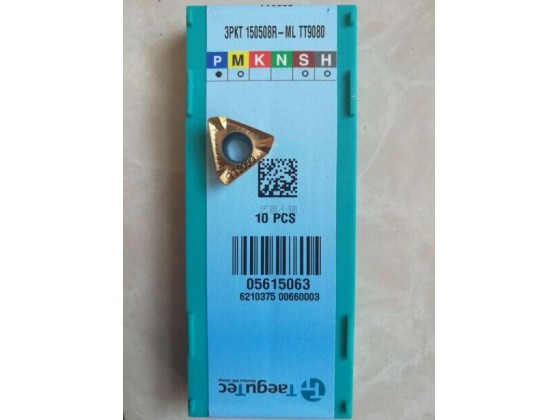 3PKT 150508R-ML TT9080
P M K N S H
10 PCS
05615063
6210375 00660003
TaeguTec